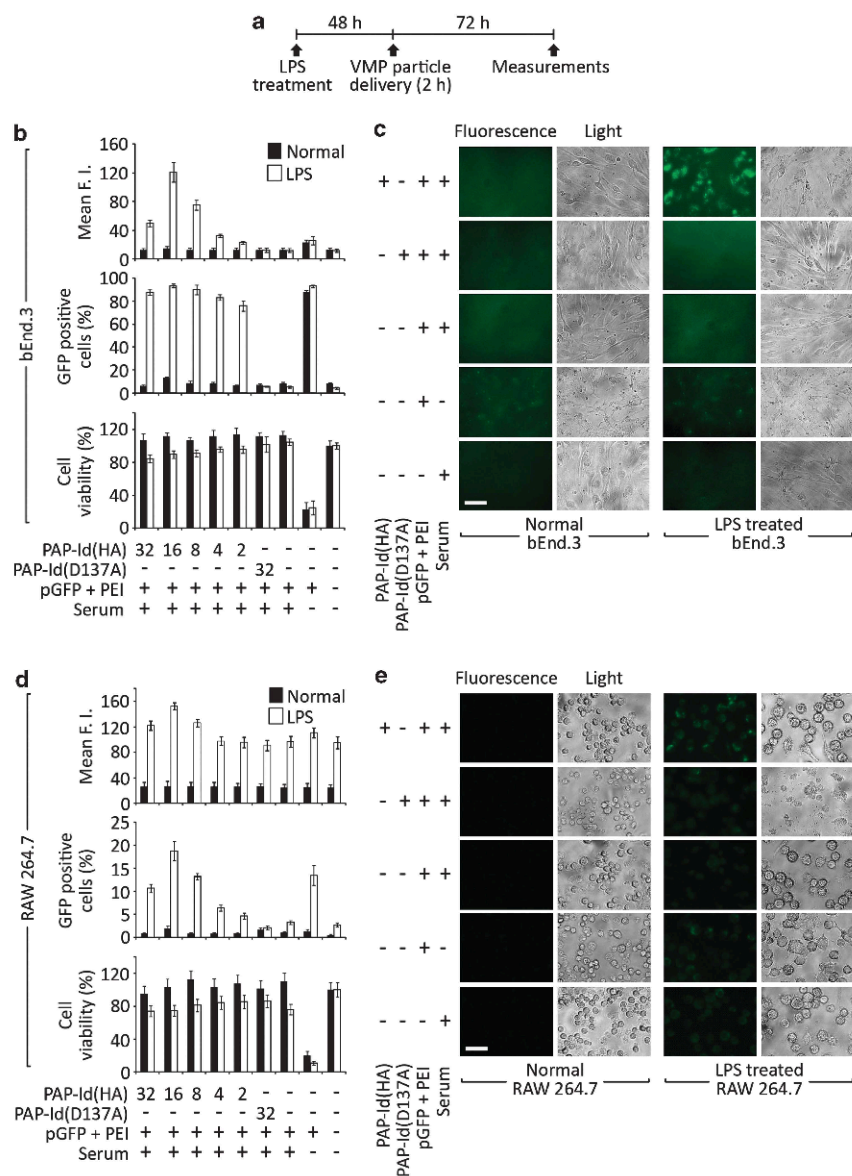 a
48 h 72 h
LPS treatment
VMP particle delivery (2 h)
Measurements
b
bEnd.3
Normal
LPS
Mean F. I.
160
120
80
40
0
GFP positive cells (%)
100
80
60
40
20
0
Cell viability (%)
120
80
40
0
PAP-Id(HA) 32 16 8 4 2 - - - -
PAP-Id(D137A) - - - - - 32 - - -
pGFP + PEI + + + + + + + + -
Serum + + + + + + + - -
c
Fluorescence Light
+ - + +
- + + +
- - + +
- - + -
- - - +
PAP-Id(HA)
PAP-Id(D137A)
pGFP + PEI
Serum
Normal bEnd.3
LPS treated bEnd.3
d
RAW 264.7
Normal
LPS
Mean F. I.
160
120
80
40
0
GFP positive cells (%)
25
20
15
10
5
0
Cell viability (%)
120
80
40
0
PAP-Id(HA) 32 16 8 4 2 - - - -
PAP-Id(D137A) - - - - - 32 - - -
pGFP + PEI + + + + + + + + -
Serum + + + + + + + - -
e
Fluorescence Light
+ - + +
- + + +
- - + +
- - + -
- - - +
PAP-Id(HA)
PAP-Id(D137A)
pGFP + PEI
Serum
Normal RAW 264.7
LPS treated RAW 264.7